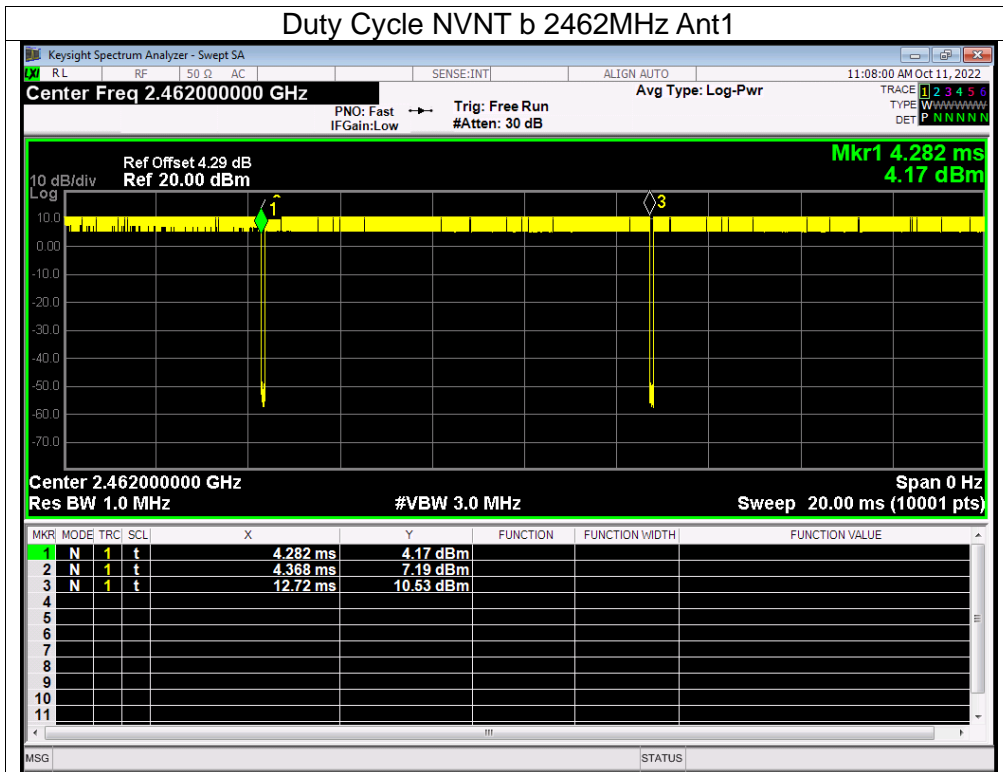 Duty Cycle NVNT b 2462MHz Ant1
Keysight Spectrum Analyzer - Swept SA
LXI RL RF 50 Ω AC SENSE:INT ALIGN AUTO 11:08:00 AM Oct 11, 2022
Center Freq 2.462000000 GHz Avg Type: Log-Pwr TRACE 1 2 3 4 5 6
PNO: Fast Trig: Free Run TYPE WWWWWW
IFGain:Low #Atten: 30 dB DET P N N N N N
Mkr1 4.282 ms
4.17 dBm
Ref Offset 4.29 dB
10 dB/div Ref 20.00 dBm
Log
1 3
10.0
0.00
-10.0
-20.0
-30.0
-40.0
-50.0
-60.0
-70.0
Center 2.462000000 GHz Span 0 Hz
Res BW 1.0 MHz #VBW 3.0 MHz Sweep 20.00 ms (10001 pts)
MKR MODE TRC SCL X Y FUNCTION FUNCTION WIDTH FUNCTION VALUE
1 N 1 t 4.282 ms 4.17 dBm
2 N 1 t 4.368 ms 7.19 dBm
3 N 1 t 12.72 ms 10.53 dBm
4
5
6
7
8
9
10
11
MSG STATUS